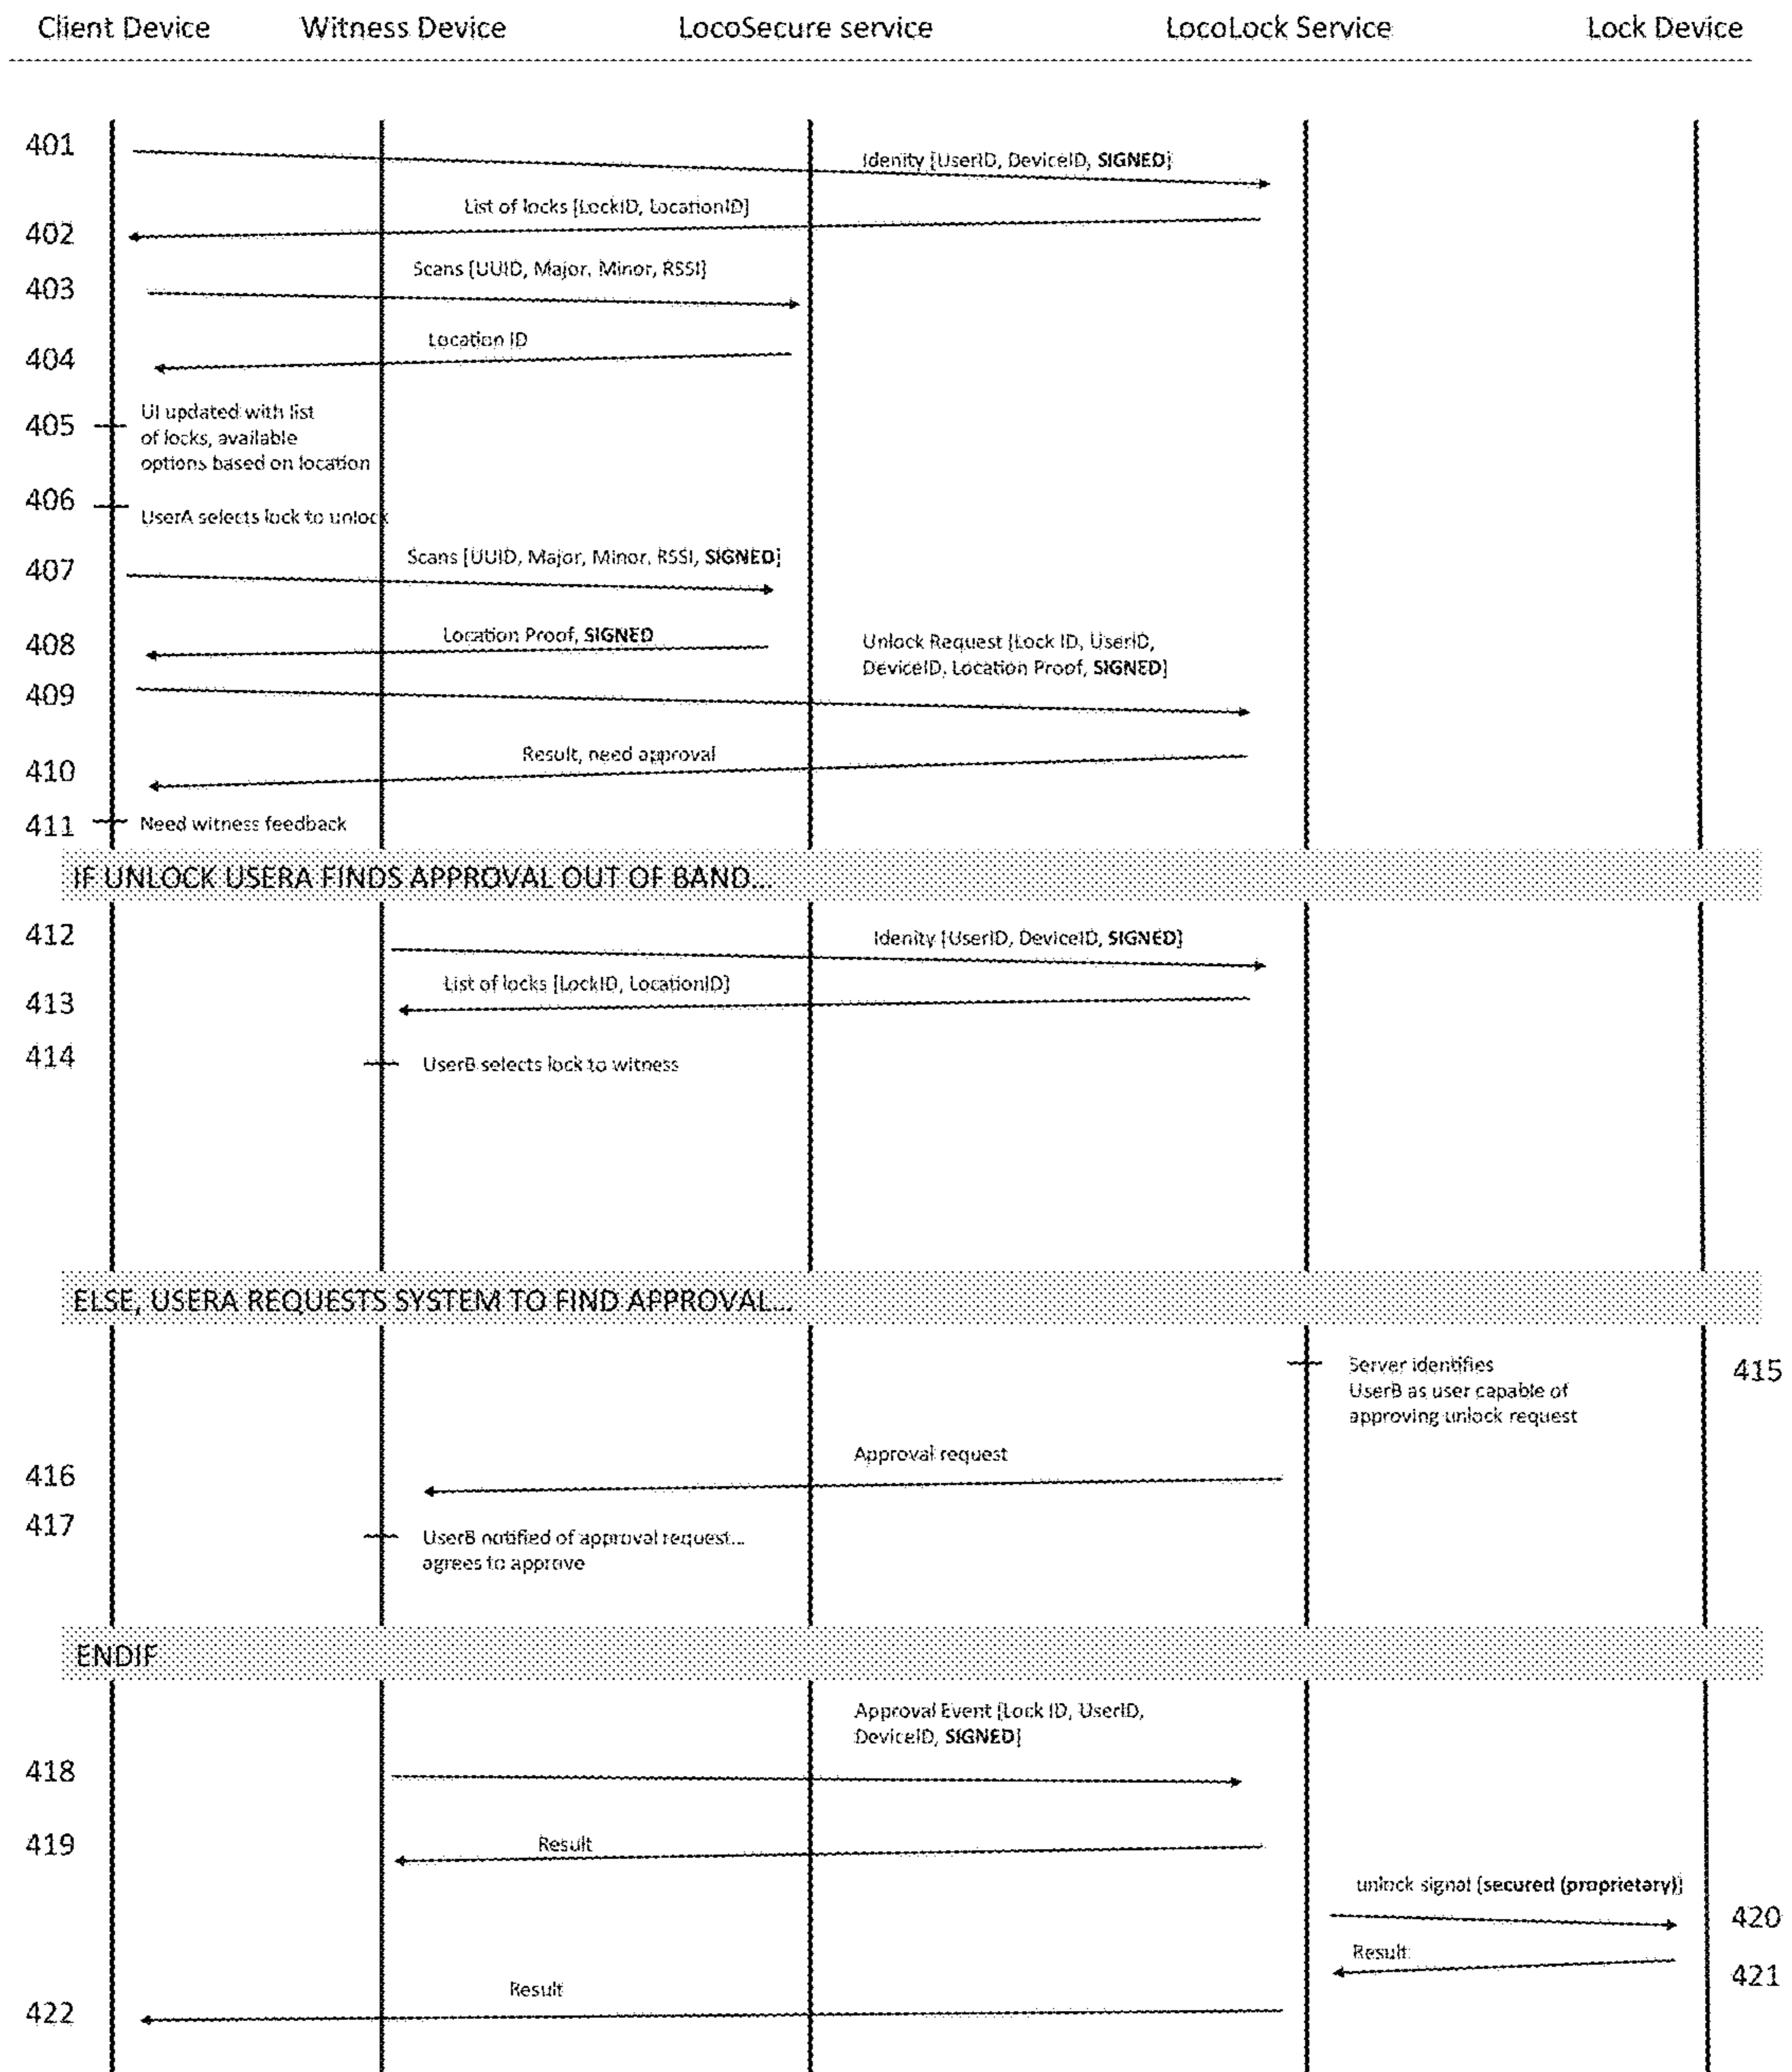 Client Device Witness Device LocoSecure service LocoLock Service Lock Device
401
Idenity [UserID, DeviceID, SIGNED]
List of locks [LockID, LocationID]
402
Scans [UUID, Major, Minor, RSSI]
403
Location ID
404
405
UI updated with list
of locks, available
options based on location
406
UserA selects lock to unlock
Scans [UUID, Major, Minor, RSSI, SIGNED]
407
Location Proof, SIGNED
408
Unlock Request [Lock ID, UserID,
DeviceID, Location Proof, SIGNED]
409
Result, need approval
410
411 Need witness feedback
IF UNLOCK USERA FINDS APPROVAL OUT OF BAND...
412
Idenity [UserID, DeviceID, SIGNED]
List of locks [LockID, LocationID]
413
414
UserB selects lock to witness
ELSE, USERA REQUESTS SYSTEM TO FIND APPROVAL...
Server identifies
UserB as user capable of
approving unlock request
415
Approval request
416
417
UserB notified of approval request...
agrees to approve
ENDIF
Approval Event [Lock ID, UserID,
DeviceID, SIGNED]
418
419
Result
unlock signal [secured (proprietary)]
420
Result
421
Result
422